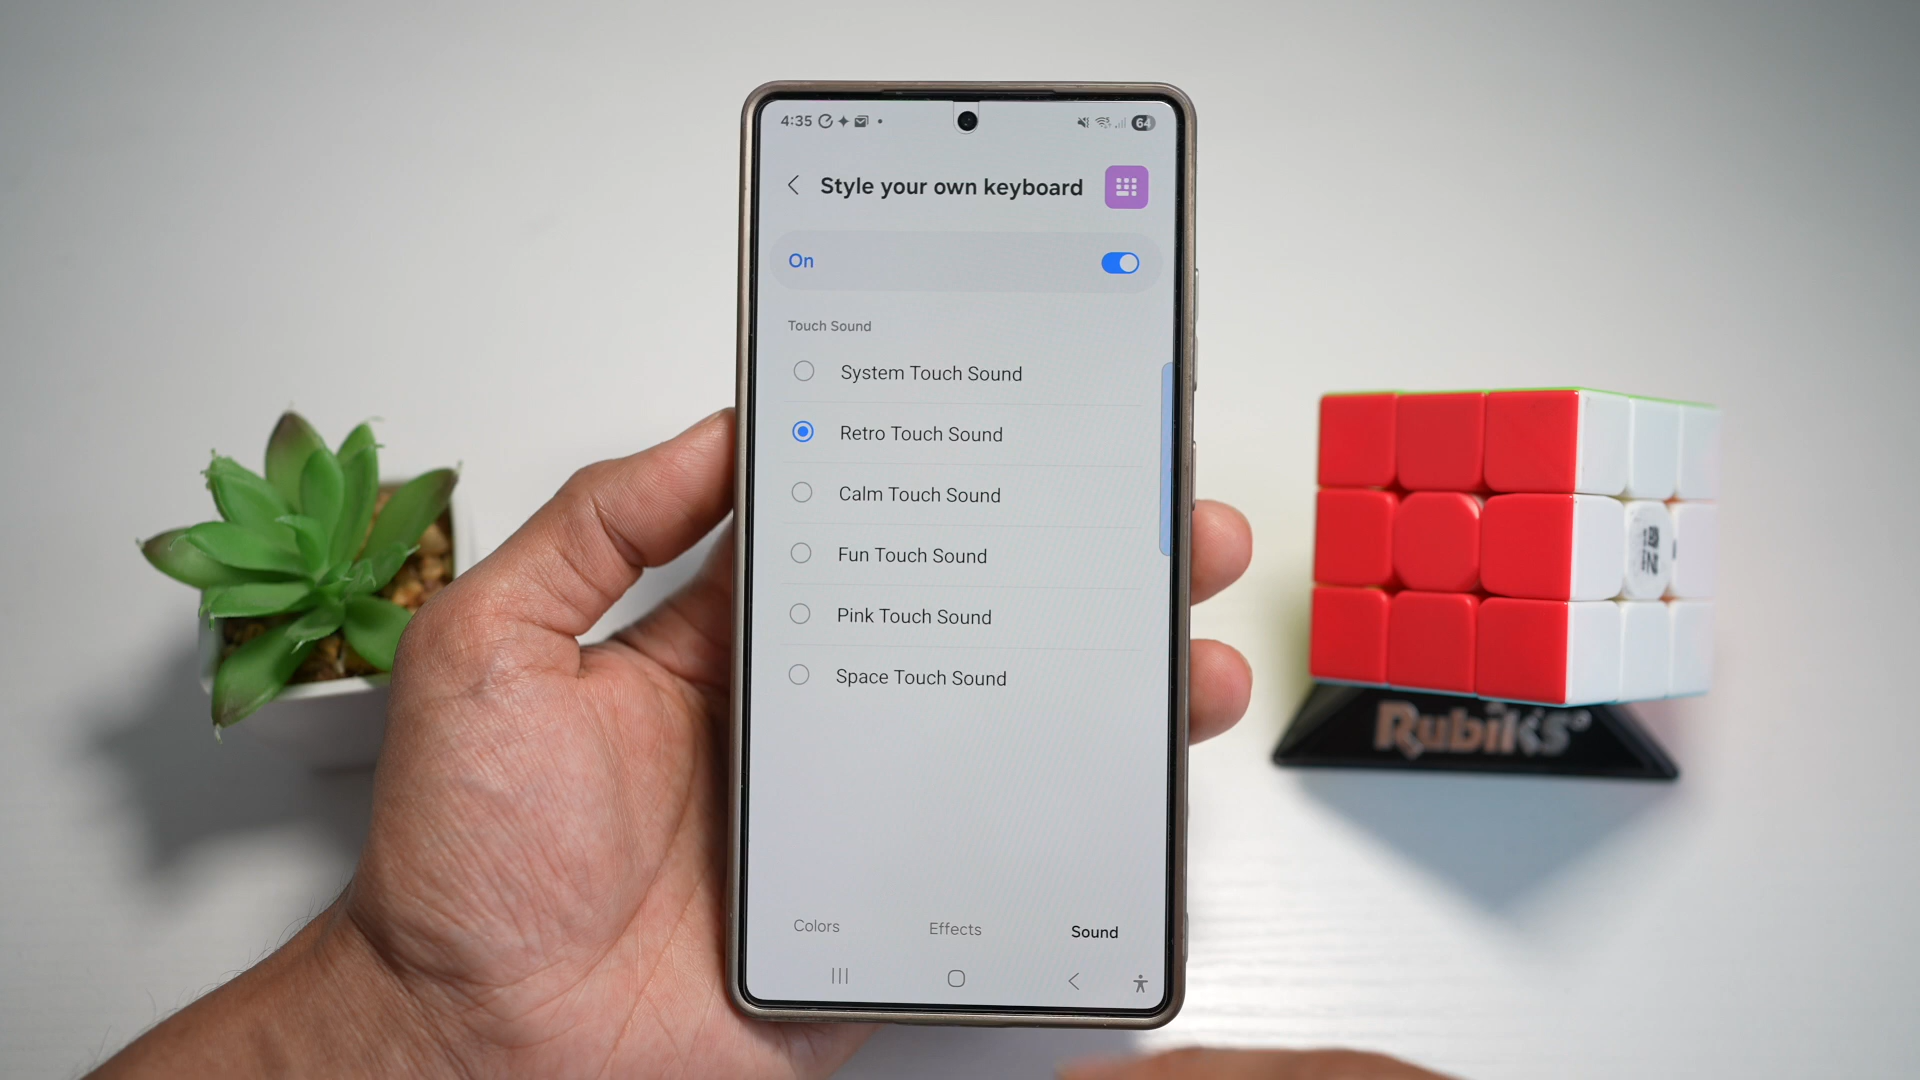 4:35
64
Style your own keyboard
On
Touch Sound
System Touch Sound
Retro Touch Sound
Calm Touch Sound
Fun Touch Sound
Pink Touch Sound
Space Touch Sound
Colors
Effects
Sound
Rubik's